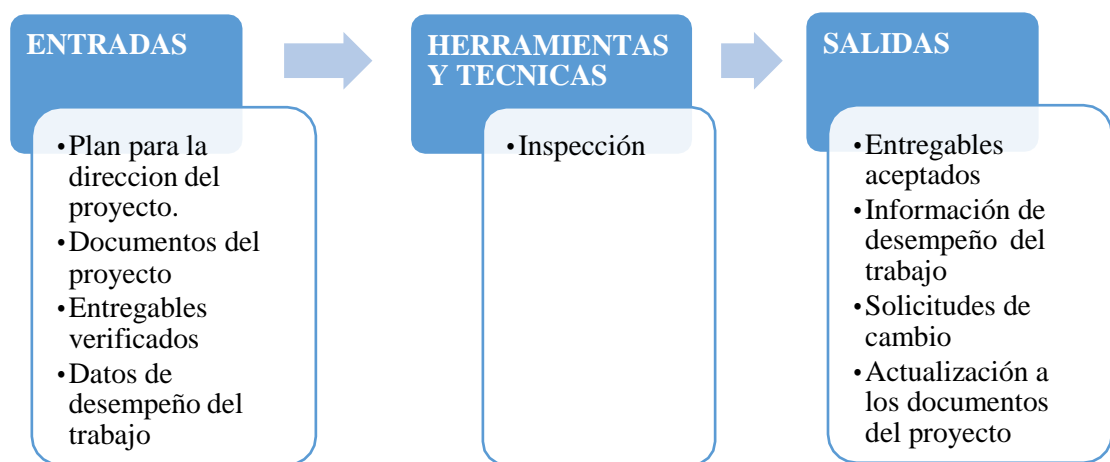 ENTRADAS
•Plan para la
direccion del
proyecto.
•Documentos del
proyecto
•Entregables
verificados
•Datos de
desempeño del
trabajo
HERRAMIENTAS
Y TECNICAS
•Inspección
SALIDAS
•Entregables
aceptados
•Información de
desempeño del
trabajo
•Solicitudes de
cambio
•Actualización a
los documentos
del proyecto